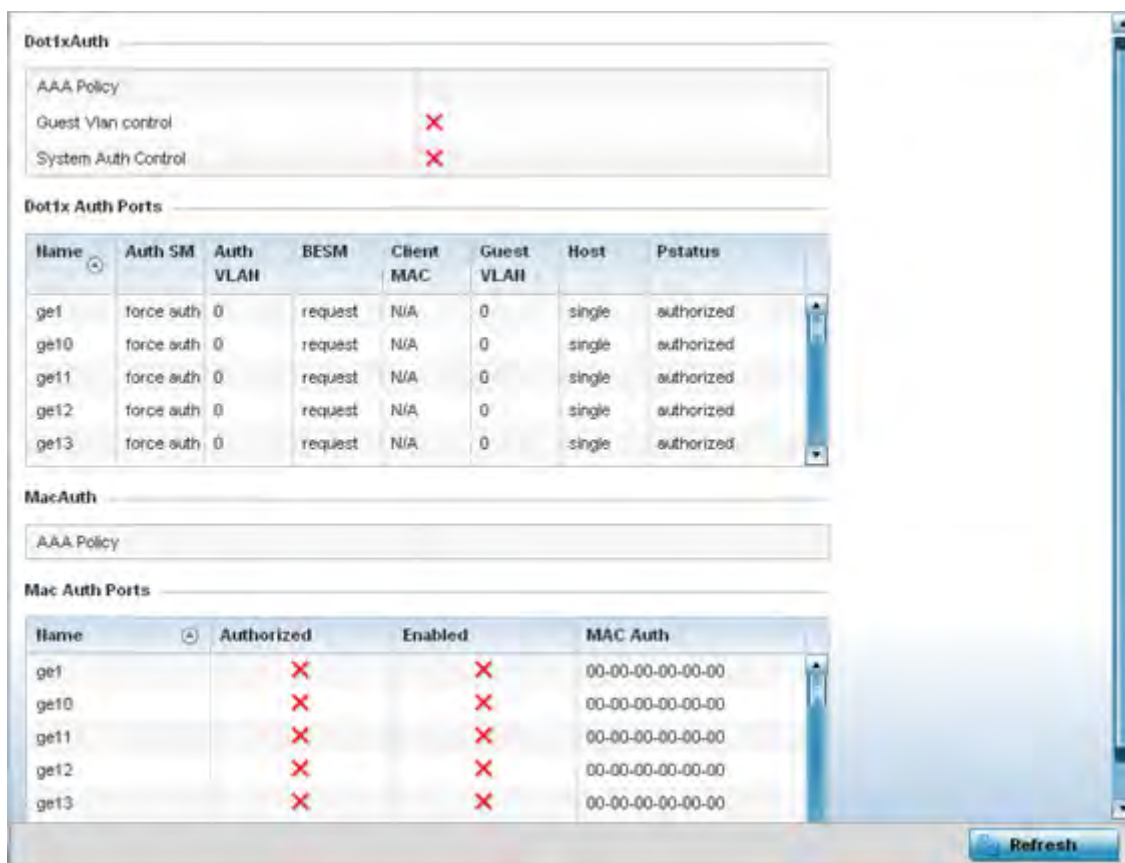 Dot1xAuth
AAA Policy
Guest Vlan control
System Auth Control
Dot1x Auth Ports
Name Auth SM Auth VLAN BESM Client MAC Guest VLAN Host Pstatus
ge1 force auth 0 request N/A 0 single authorized
ge10 force auth 0 request N/A 0 single authorized
ge11 force auth 0 request N/A 0 single authorized
ge12 force auth 0 request N/A 0 single authorized
ge13 force auth 0 request N/A 0 single authorized
MacAuth
AAA Policy
Mac Auth Ports
Name Authorized Enabled MAC Auth
ge1 00-00-00-00-00-00
ge10 00-00-00-00-00-00
ge11 00-00-00-00-00-00
ge12 00-00-00-00-00-00
ge13 00-00-00-00-00-00
Refresh